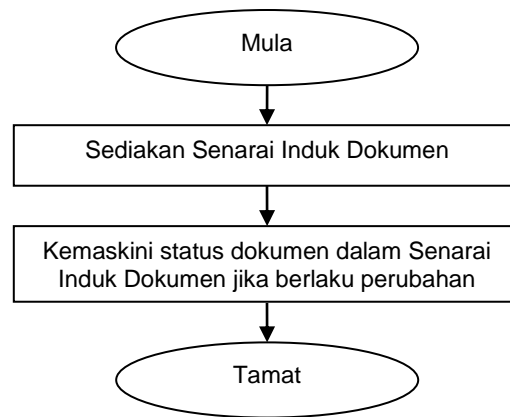 Mula
Sediakan Senarai Induk Dokumen
Kemaskini status dokumen dalam Senarai
Induk Dokumen jika berlaku perubahan
Tamat